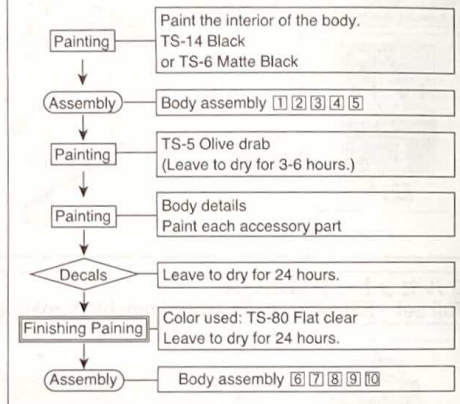 Painting
Paint the interior of the body.
TS-14 Black
or TS-6 Matte Black
Assembly
Body assembly 1 2 3 4 5
Painting
TS-5 Olive drab
(Leave to dry for 3-6 hours.)
Painting
Body details
Paint each accessory part
Decals
Leave to dry for 24 hours.
Finishing Paining
Color used: TS-80 Flat clear
Leave to dry for 24 hours.
Assembly
Body assembly 6 7 8 9 10